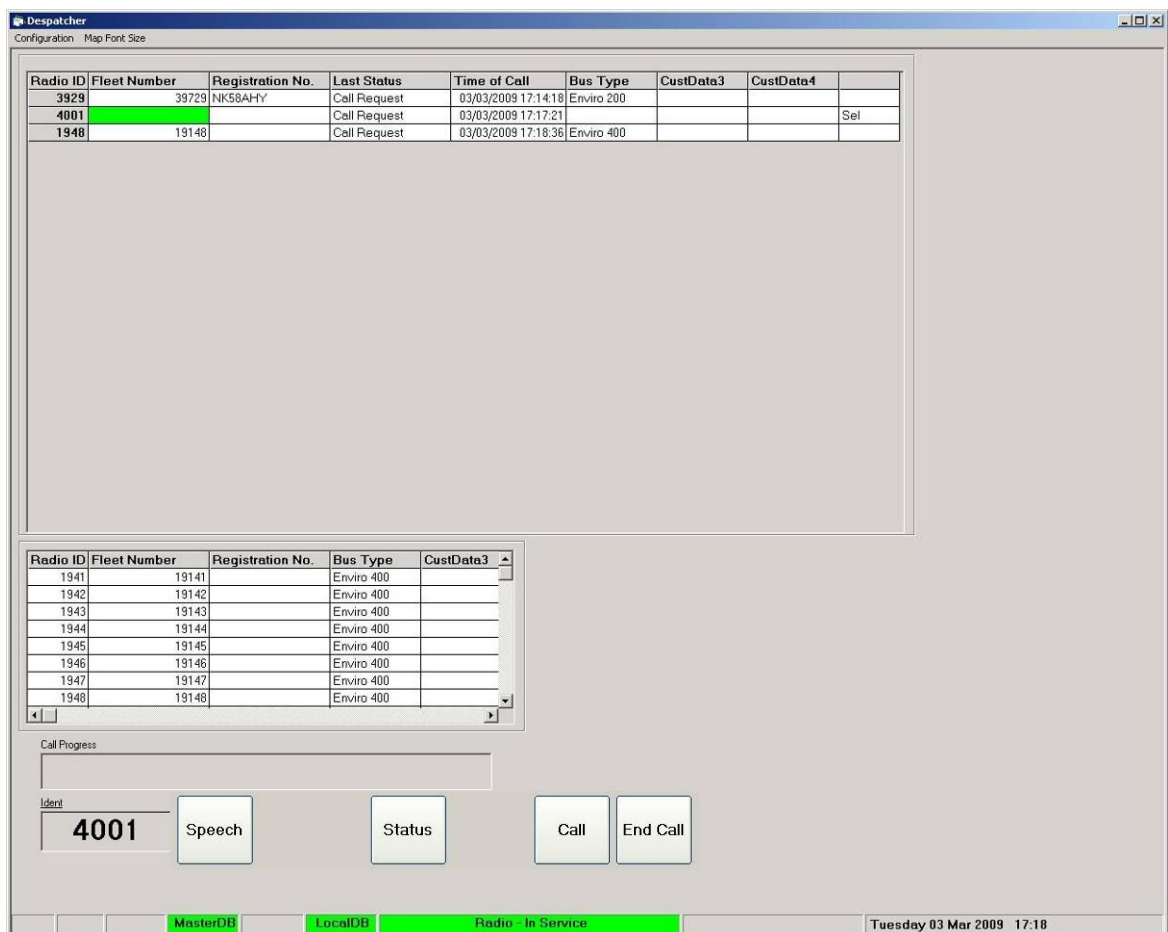 Despatcher
Configuration Map Font Size
Radio ID Fleet Number Registration No. Last Status Time of Call Bus Type CustData3 CustData4
3929 39729 NK58AHY Call Request 03/03/2009 17:14:18 Enviro 200
4001 Call Request 03/03/2009 17:17:21 Sel
1948 19148 Call Request 03/03/2009 17:18:36 Enviro 400
Radio ID Fleet Number Registration No. Bus Type CustData3
1941 19141 Enviro 400
1942 19142 Enviro 400
1943 19143 Enviro 400
1944 19144 Enviro 400
1945 19145 Enviro 400
1946 19146 Enviro 400
1947 19147 Enviro 400
1948 19148 Enviro 400
Call Progress
Ident
4001 Speech Status Call End Call
MasterDB LocalDB Radio - In Service Tuesday 03 Mar 2009 17:18